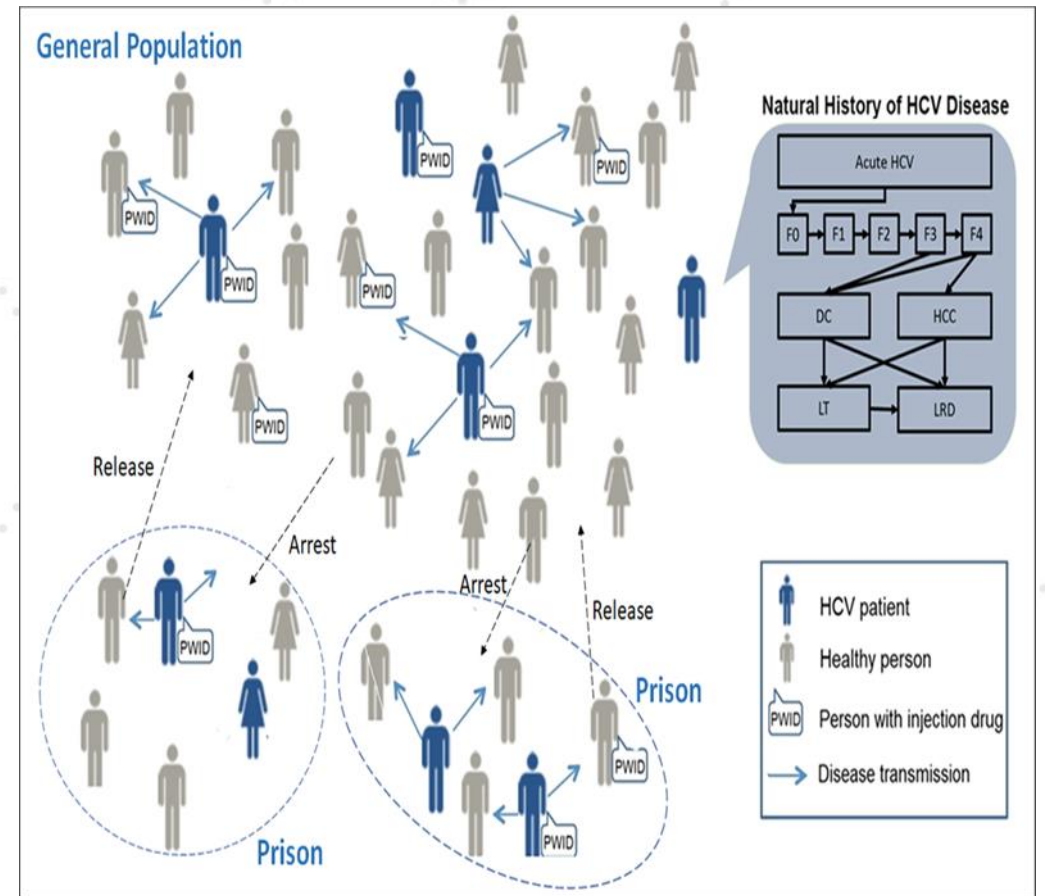 General Population
PWID
PWID
PWID
PWID
PWID
PWID
PWID
Release
Arrest
PWID
Prison
Arrest
Release
Prison
PWID
PWID
Natural History of HCV Disease
Acute HCV
F0 F1 F2 F3 F4
DC HCC
LT LRD
HCV patient
Healthy person
PWID Person with injection drug
Disease transmission